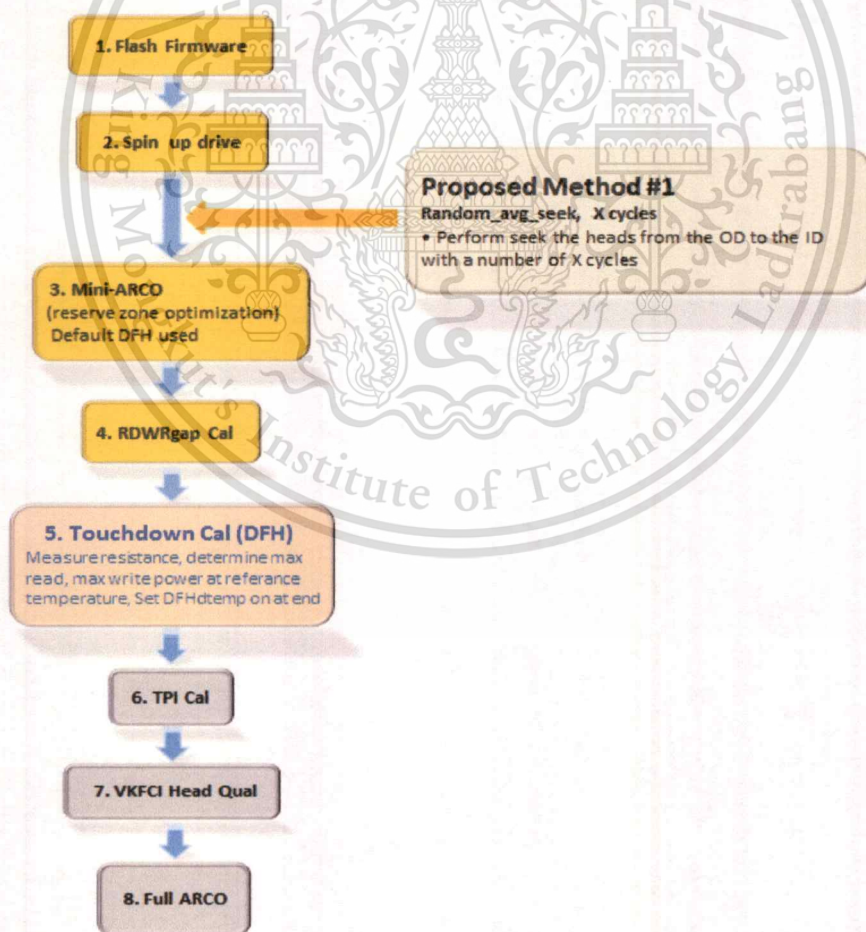 1. Flash Firmware
2. Spin up drive
Proposed Method #1
Random_avg_seek, X cycles
• Perform seek the heads from the OD to the ID
with a number of X cycles
3. Mini-ARCO
(reserve zone optimization)
Default DFH used
4. RDWRgap Cal
5. Touchdown Cal (DFH)
Measure resistance, determine max
read, max write power at referance
temperature, Set DFHdtemp on at end
6. TPI Cal
7. VKFCI Head Qual
8. Full ARCO
King Mongkut's Institute of Technology Ladkrabang